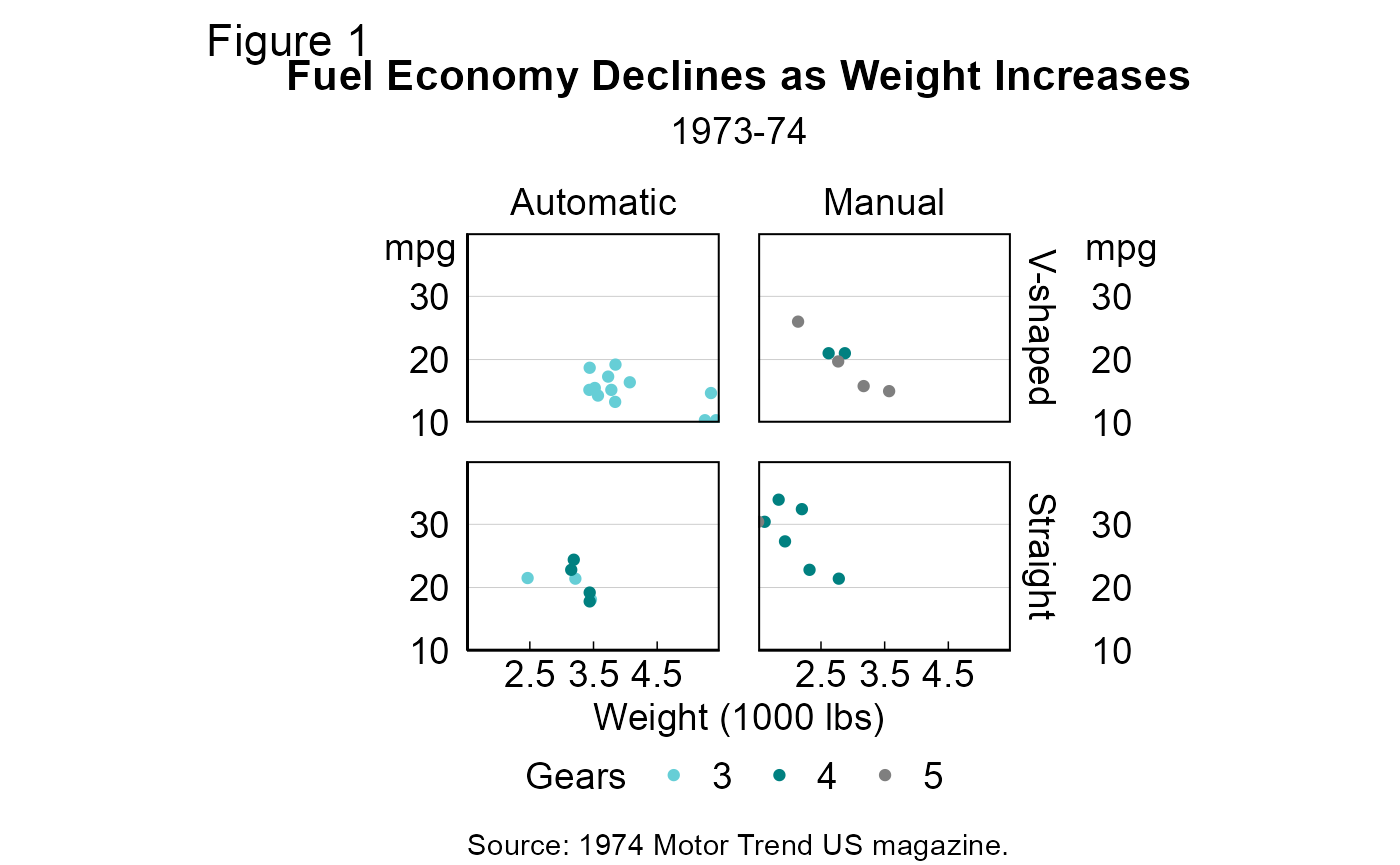 Figure 1
Fuel Economy Declines as Weight Increases
1973-74
Automatic Manual
mpg mpg
30 30
20 20
10 10
V-shaped
30 30
20 20
10 10
Straight
2.5 3.5 4.5 2.5 3.5 4.5
Weight (1000 lbs)
Gears 3 4 5
Source: 1974 Motor Trend US magazine.